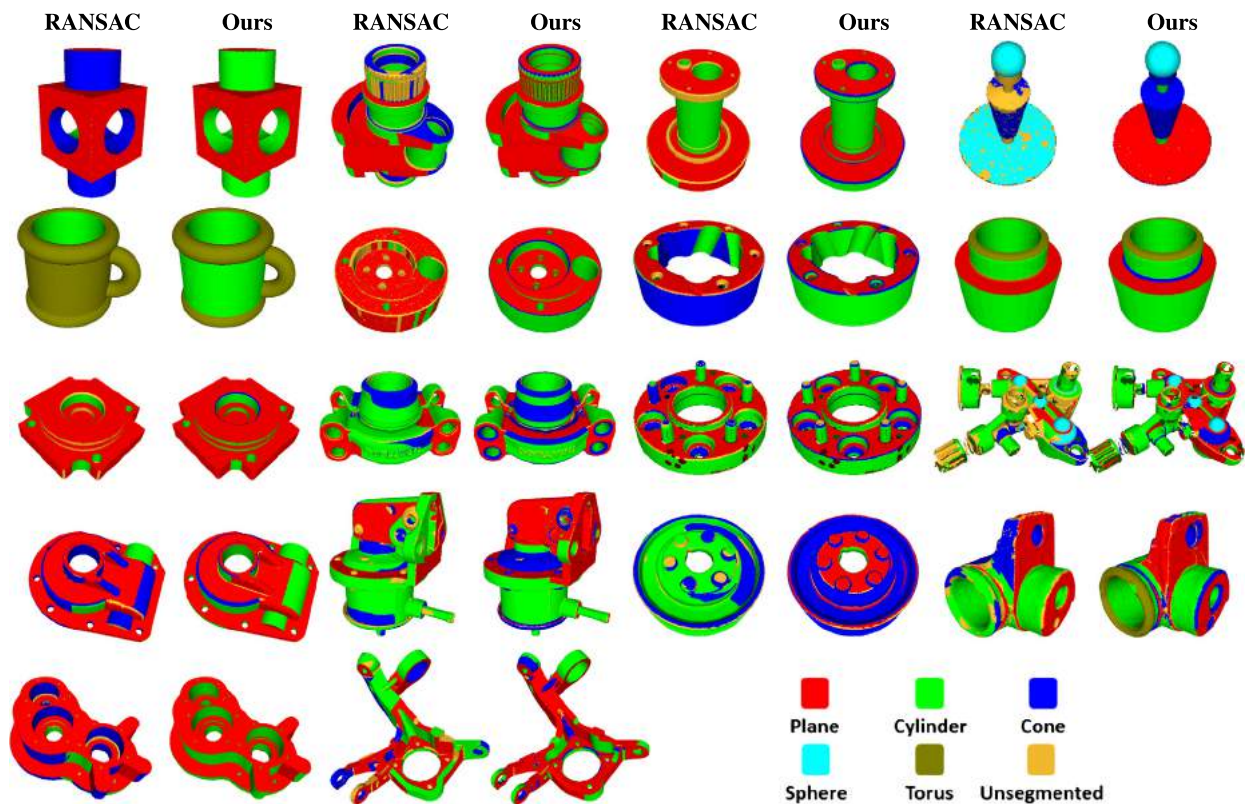 RANSAC Ours RANSAC Ours RANSAC Ours RANSAC Ours
Plane Cylinder Cone
Sphere Torus Unsegmented